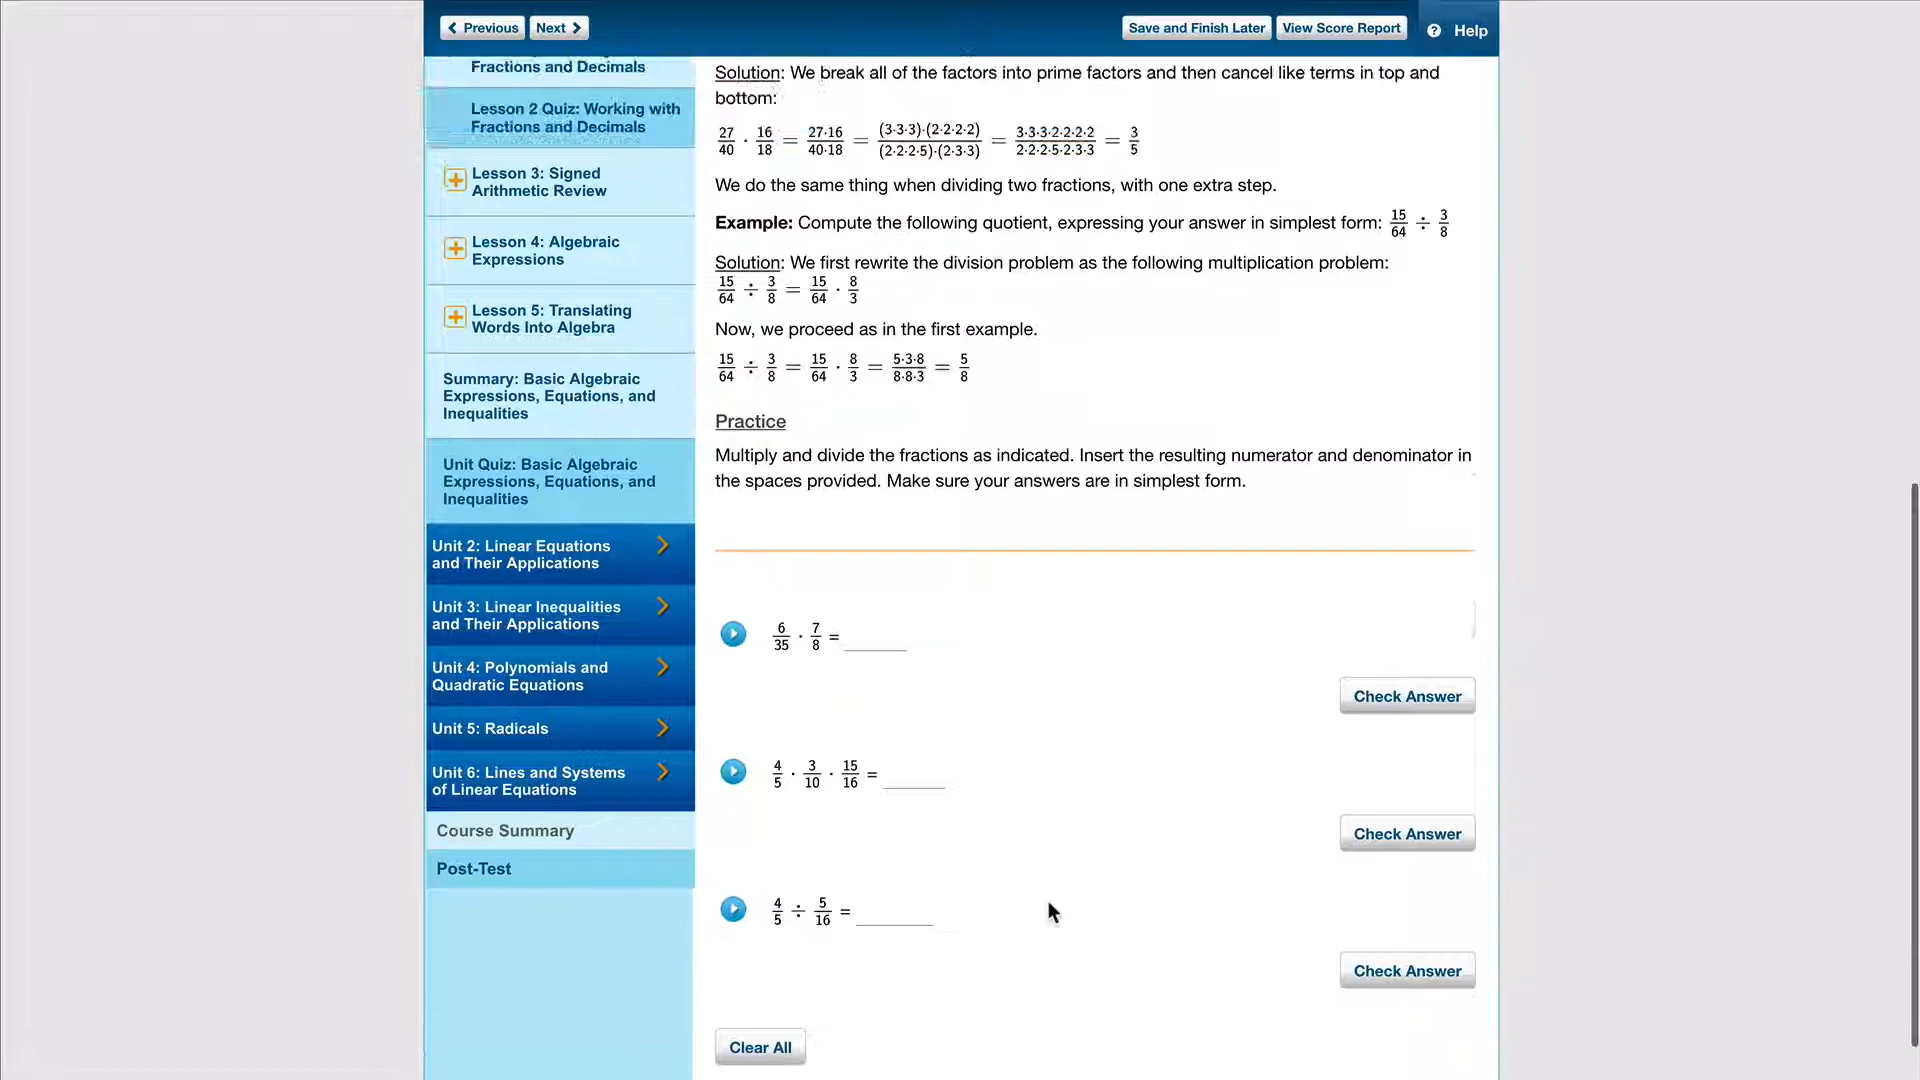 Previous
Next
Save and Finish Later
View Score Report
? Help
Fractions and Decimals
Lesson 2 Quiz: Working with
Fractions and Decimals
Lesson 3: Signed
Arithmetic Review
Lesson 4: Algebraic
Expressions
Lesson 5: Translating
Words Into Algebra
Summary: Basic Algebraic
Expressions, Equations, and
Inequalities
Unit Quiz: Basic Algebraic
Expressions, Equations, and
Inequalities
Unit 2: Linear Equations
and Their Applications
Unit 3: Linear Inequalities
and Their Applications
Unit 4: Polynomials and
Quadratic Equations
Unit 5: Radicals
Unit 6: Lines and Systems
of Linear Equations
Course Summary
Post-Test
Solution: We break all of the factors into prime factors and then cancel like terms in top and
bottom:
27/40 · 16/18 = 27·16/40·18 = (3·3·3)·(2·2·2·2)/(2·2·2·5)·(2·3·3) = 3·3·3·2·2·2·2/2·2·2·5·2·3·3 = 3/5
We do the same thing when dividing two fractions, with one extra step.
Example: Compute the following quotient, expressing your answer in simplest form: 15/64 ÷ 3/8
Solution: We first rewrite the division problem as the following multiplication problem:
15/64 ÷ 3/8 = 15/64 · 8/3
Now, we proceed as in the first example.
15/64 ÷ 3/8 = 15/64 · 8/3 = 5·3·8/8·8·3 = 5/8
Practice
Multiply and divide the fractions as indicated. Insert the resulting numerator and denominator in
the spaces provided. Make sure your answers are in simplest form.
6/35 · 7/8 =
Check Answer
4/5 · 3/10 · 15/16 =
Check Answer
4/5 ÷ 5/16 =
Check Answer
Clear All